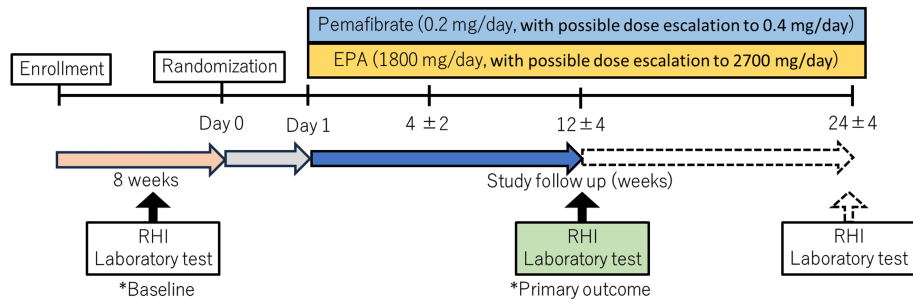 Pemafibrate (0.2 mg/day, with possible dose escalation to 0.4 mg/day)
EPA (1800 mg/day, with possible dose escalation to 2700 mg/day)
Enrollment
Randomization
Day 0
Day 1
4 ±2
12±4
24±4
8 weeks
Study follow up (weeks)
RHI
Laboratory test
*Baseline
RHI
Laboratory test
*Primary outcome
RHI
Laboratory test